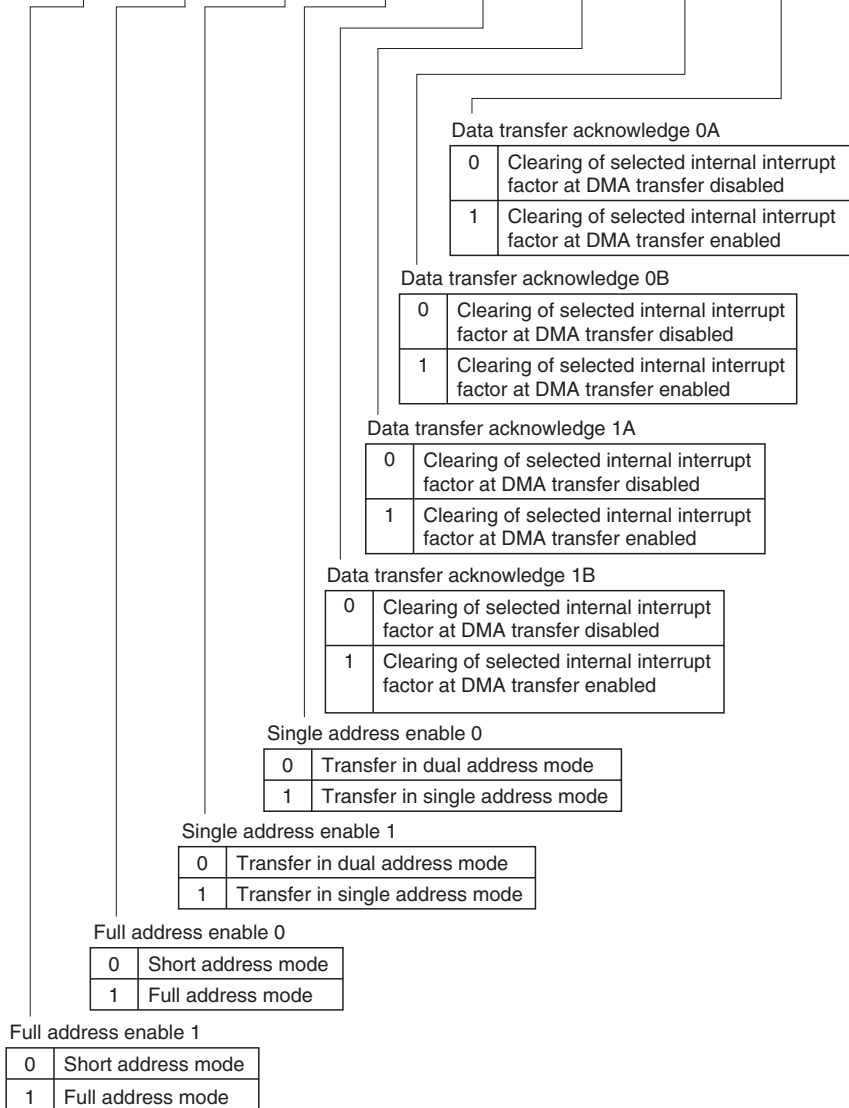 Data transfer acknowledge 0A
0 Clearing of selected internal interrupt
factor at DMA transfer disabled
1 Clearing of selected internal interrupt
factor at DMA transfer enabled
Data transfer acknowledge 0B
0 Clearing of selected internal interrupt
factor at DMA transfer disabled
1 Clearing of selected internal interrupt
factor at DMA transfer enabled
Data transfer acknowledge 1A
0 Clearing of selected internal interrupt
factor at DMA transfer disabled
1 Clearing of selected internal interrupt
factor at DMA transfer enabled
Data transfer acknowledge 1B
0 Clearing of selected internal interrupt
factor at DMA transfer disabled
1 Clearing of selected internal interrupt
factor at DMA transfer enabled
Single address enable 0
0 Transfer in dual address mode
1 Transfer in single address mode
Single address enable 1
0 Transfer in dual address mode
1 Transfer in single address mode
Full address enable 0
0 Short address mode
1 Full address mode
Full address enable 1
0 Short address mode
1 Full address mode